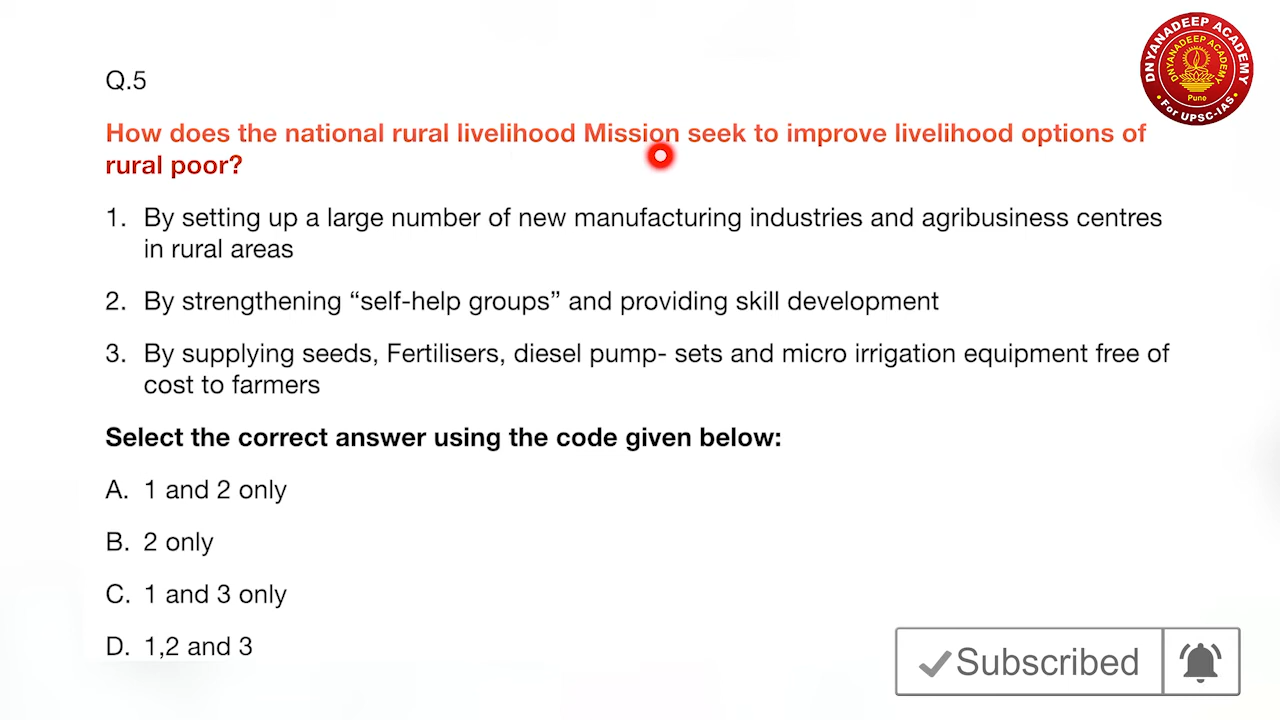 DNYANADEEP ACADEMY
DNYANADEEP ACADEMY
Pune
For UPSC-IAS
Q.5
How does the national rural livelihood Mission seek to improve livelihood options of
rural poor?
1. By setting up a large number of new manufacturing industries and agribusiness centres
in rural areas
2. By strengthening “self-help groups” and providing skill development
3. By supplying seeds, Fertilisers, diesel pump- sets and micro irrigation equipment free of
cost to farmers
Select the correct answer using the code given below:
A. 1 and 2 only
B. 2 only
C. 1 and 3 only
D. 1,2 and 3
Subscribed